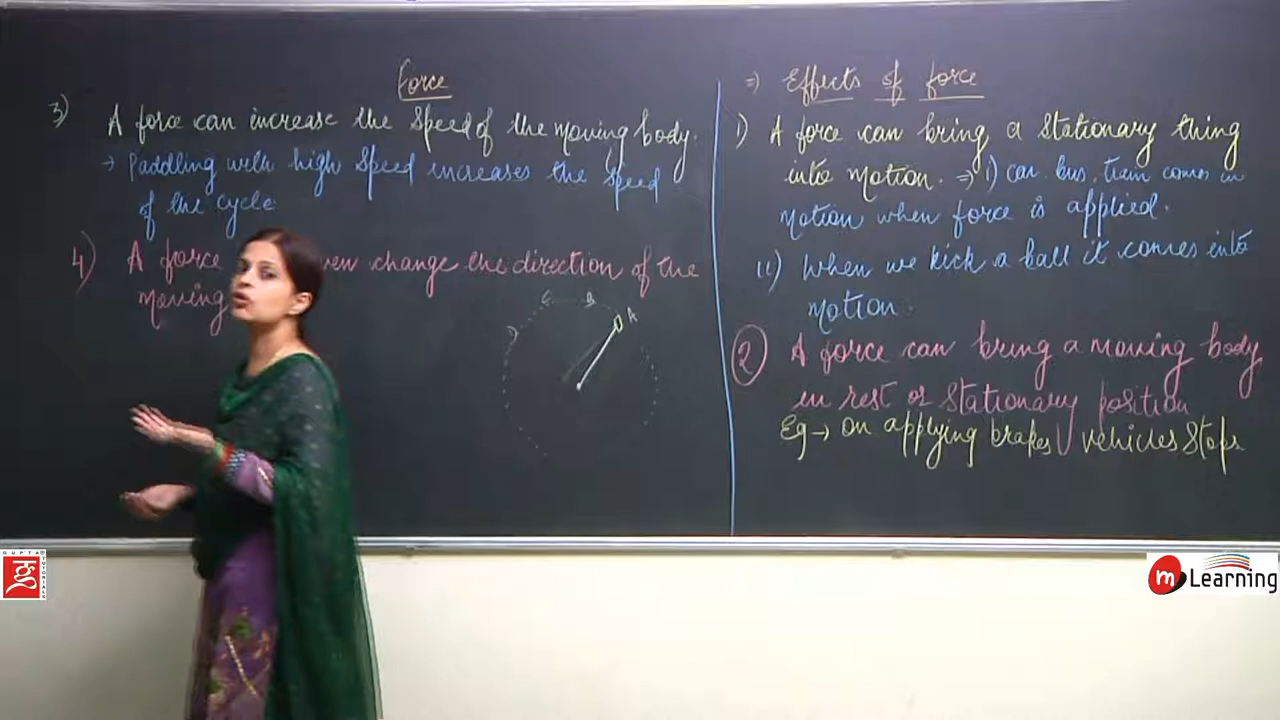 Force
3) A force can increase the speed of the moving body.
→ Paddling with high speed increases the speed
of the cycle
4) A force even change the direction of the
moving
C B A
D
⇒ Effects of force
1) A force can bring a stationary thing
into motion. ⇒ i) car, bus, train comes in
motion when force is applied.
ii) When we kick a ball it comes into
motion.
2 A force can bring a moving body
in rest or stationary position
Eg → On applying brakes vehicles stops
GUPTA TUTORIALS
m Learning